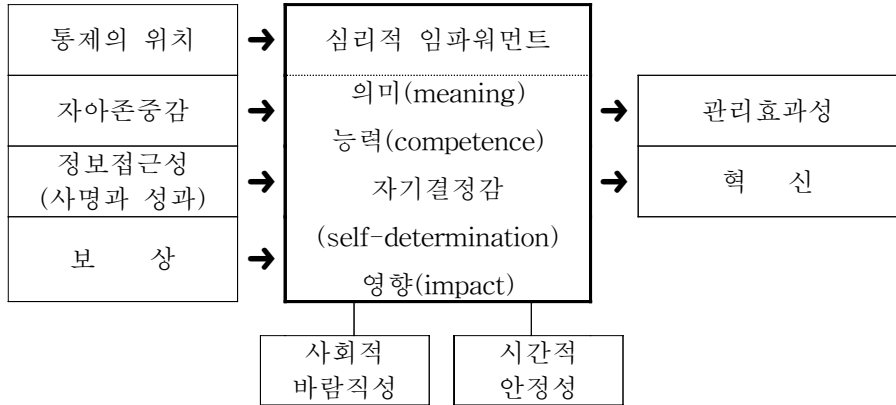 통제의 위치
자아존중감
정보접근성
(사명과 성과)
보 상
심리적 임파워먼트
의미(meaning)
능력(competence)
자기결정감
(self-determination)
영향(impact)
관리효과성
혁 신
사회적
바람직성
시간적
안정성